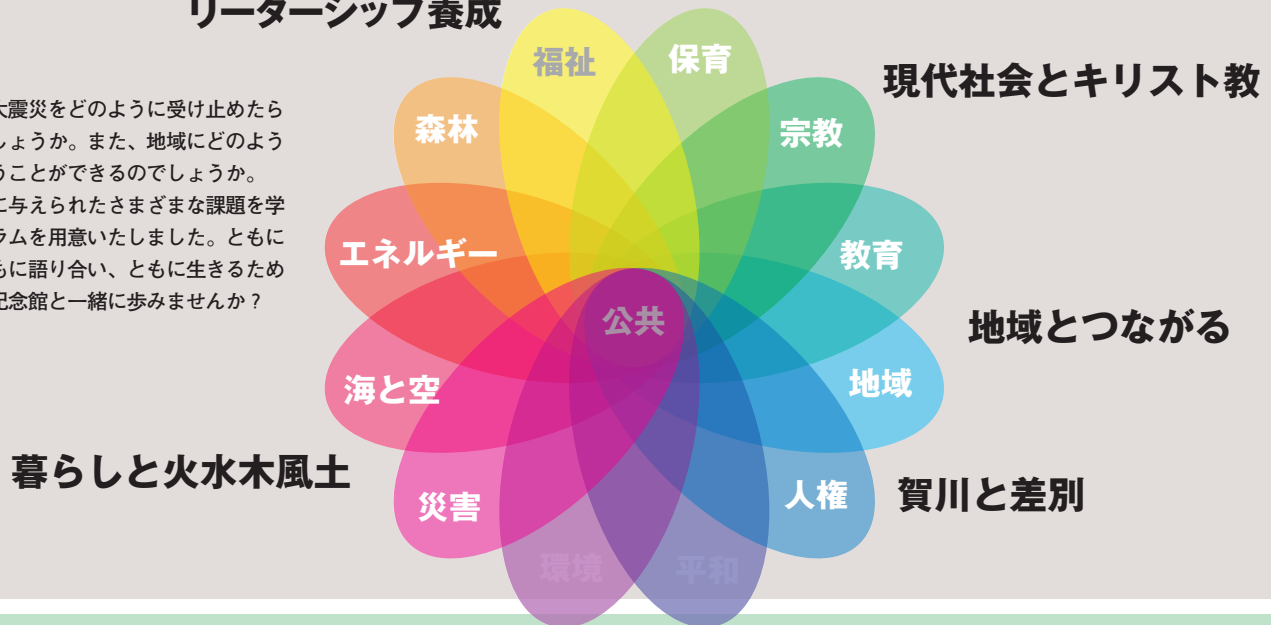 リーダーシップ養成
福祉
保育
現代社会とキリスト教
大震災をどのように受け止めたら
しょうか。また、地域にどのよう
うことができるのでしょうか。
に与えられたさまざまな課題を学
ラムを用意いたしました。ともに
もに語り合い、ともに生きるため
記念館と一緒に歩みませんか?
森林
宗教
エネルギー
教育
公共
地域とつながる
海と空
地域
暮らしと火水木風土
災害
人権
賀川と差別
環境
平和